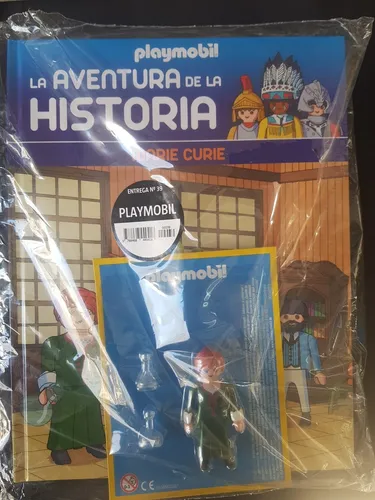 playmobil
LA AVENTURA DE LA
HISTORIA
MARIE CURIE
ENTREGA Nº 39
PLAYMOBIL
playmobil